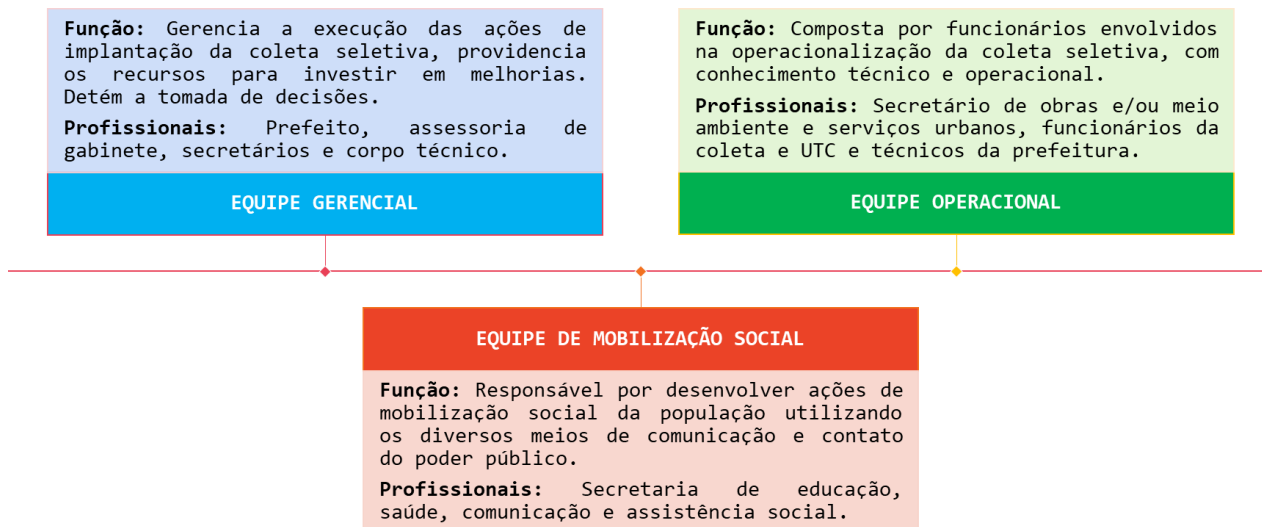 Função: Gerencia a execução das ações de
implantação da coleta seletiva, providencia
os recursos para investir em melhorias.
Detém a tomada de decisões.
Profissionais: Prefeito, assessoria de
gabinete, secretários e corpo técnico.
EQUIPE GERENCIAL
Função: Composta por funcionários envolvidos
na operacionalização da coleta seletiva, com
conhecimento técnico e operacional.
Profissionais: Secretário de obras e/ou meio
ambiente e serviços urbanos, funcionários da
coleta e UTC e técnicos da prefeitura.
EQUIPE OPERACIONAL
EQUIPE DE MOBILIZAÇÃO SOCIAL
Função: Responsável por desenvolver ações de
mobilização social da população utilizando
os diversos meios de comunicação e contato
do poder público.
Profissionais: Secretaria de educação,
saúde, comunicação e assistência social.